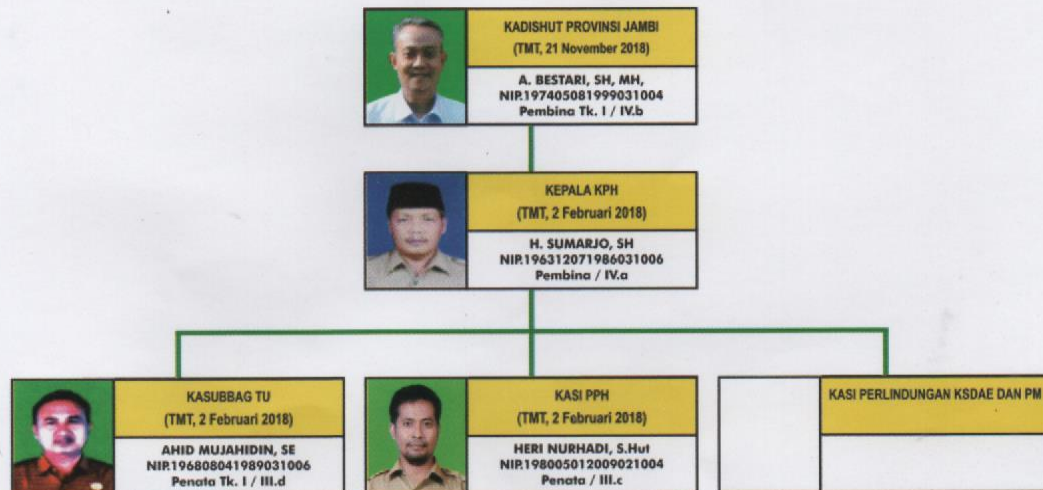 KADISHUT PROVINSI JAMBI
(TMT, 21 November 2018)
A. BESTARI, SH, MH,
NIP.197405081999031004
Pembina Tk. I / IV.b
KEPALA KPH
(TMT, 2 Februari 2018)
H. SUMARJO, SH
NIP.196312071986031006
Pembina / IV.a
KASUBBAG TU
(TMT, 2 Februari 2018)
AHID MUJAHIDIN, SE
NIP.196808041989031006
Penata Tk. I / III.d
KASI PPH
(TMT, 2 Februari 2018)
HERI NURHADI, S.Hut
NIP.198005012009021004
Penata / III.c
KASI PERLINDUNGAN KSDAE DAN PM